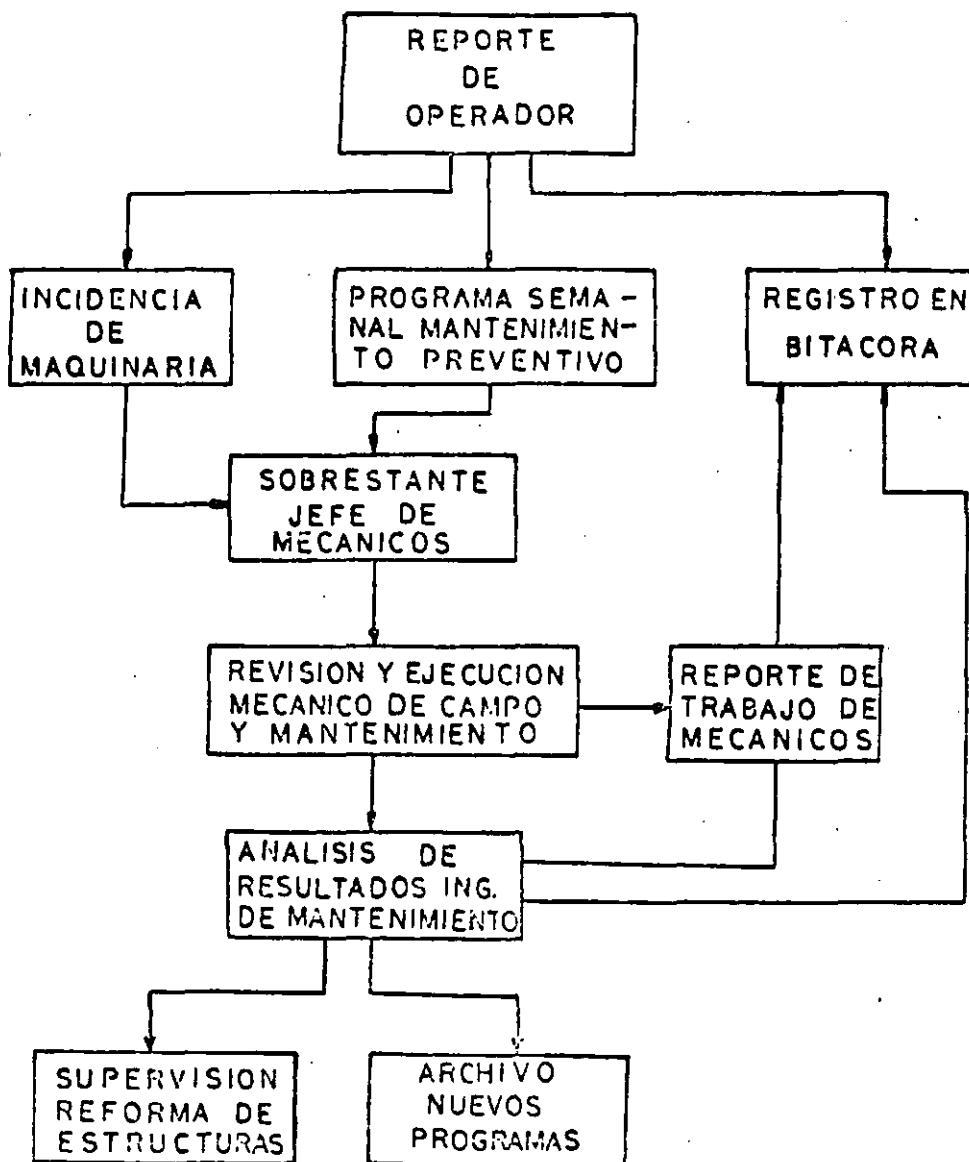 REPORTE
DE
OPERADOR
INCIDENCIA
DE
MAQUINARIA
PROGRAMA SEMA -
NAL MANTENIMIEN-
TO PREVENTIVO
REGISTRO EN
BITACORA
SOBRESTANTE
JEFE DE
MECANICOS
REVISION Y EJECUCION
MECANICO DE CAMPO
Y MANTENIMIENTO
REPORTE DE
TRABAJO DE
MECANICOS
ANALISIS DE
RESULTADOS ING.
DE MANTENIMIENTO
SUPERVISION
REFORMA DE
ESTRUCTURAS
ARCHIVO
NUEVOS
PROGRAMAS